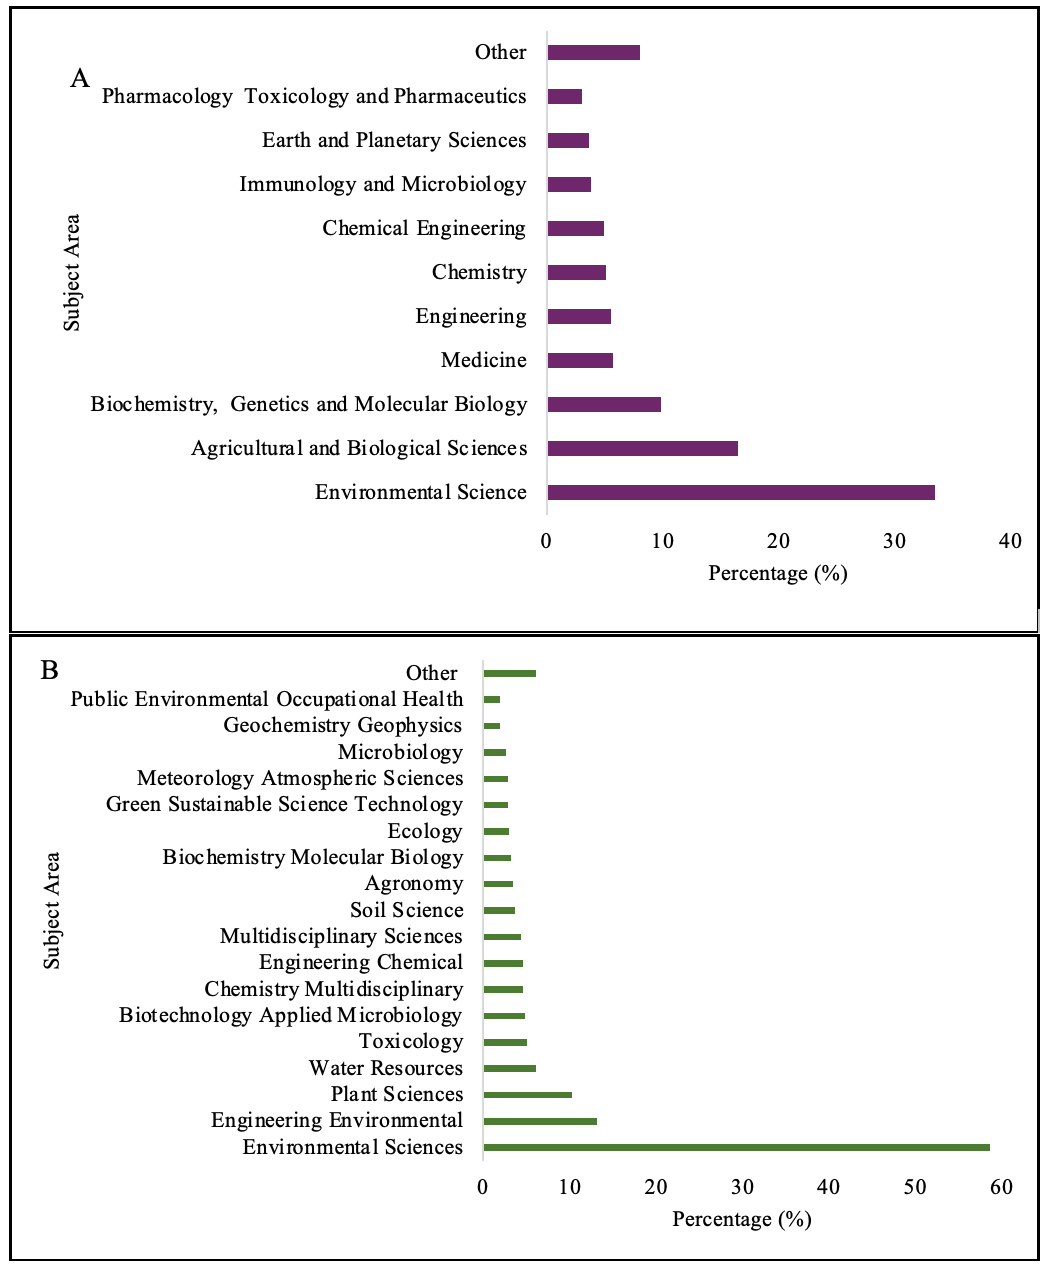 A
Other
Pharmacology Toxicology and Pharmaceutics
Earth and Planetary Sciences
Immunology and Microbiology
Chemical Engineering
Chemistry
Engineering
Medicine
Biochemistry, Genetics and Molecular Biology
Agricultural and Biological Sciences
Environmental Science
Subject Area
0 10 20 30 40
Percentage (%)
B
Other
Public Environmental Occupational Health
Geochemistry Geophysics
Microbiology
Meteorology Atmospheric Sciences
Green Sustainable Science Technology
Ecology
Biochemistry Molecular Biology
Agronomy
Soil Science
Multidisciplinary Sciences
Engineering Chemical
Chemistry Multidisciplinary
Biotechnology Applied Microbiology
Toxicology
Water Resources
Plant Sciences
Engineering Environmental
Environmental Sciences
Subject Area
0 10 20 30 40 50 60
Percentage (%)